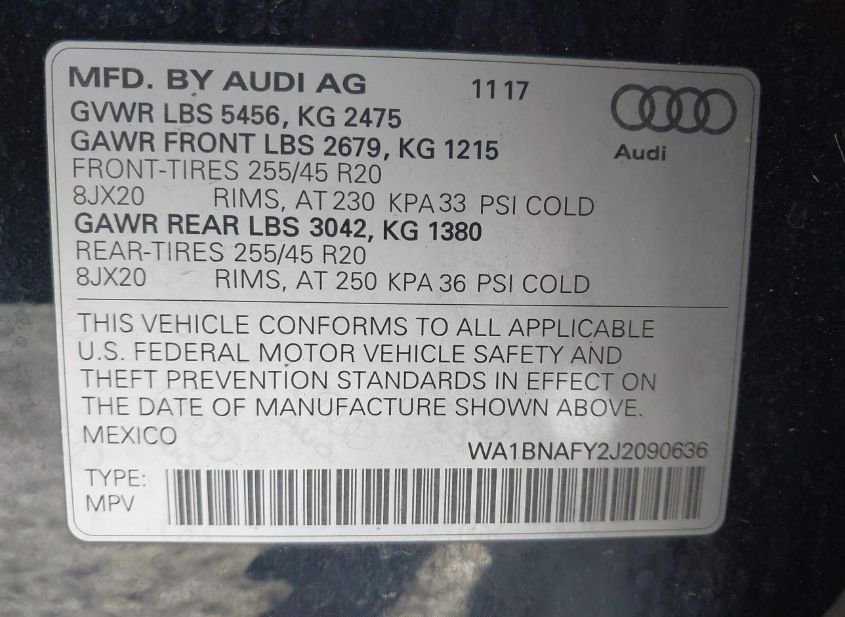 MFD. BY AUDI AG 11 17
GVWR LBS 5456, KG 2475
GAWR FRONT LBS 2679, KG 1215
Audi
FRONT-TIRES 255/45 R20
8JX20 RIMS, AT 230 KPA 33 PSI COLD
GAWR REAR LBS 3042, KG 1380
REAR-TIRES 255/45 R20
8JX20 RIMS, AT 250 KPA 36 PSI COLD
THIS VEHICLE CONFORMS TO ALL APPLICABLE
U.S. FEDERAL MOTOR VEHICLE SAFETY AND
THEFT PREVENTION STANDARDS IN EFFECT ON
THE DATE OF MANUFACTURE SHOWN ABOVE.
MEXICO
WA1BNAFY2J2090636
TYPE:
MPV